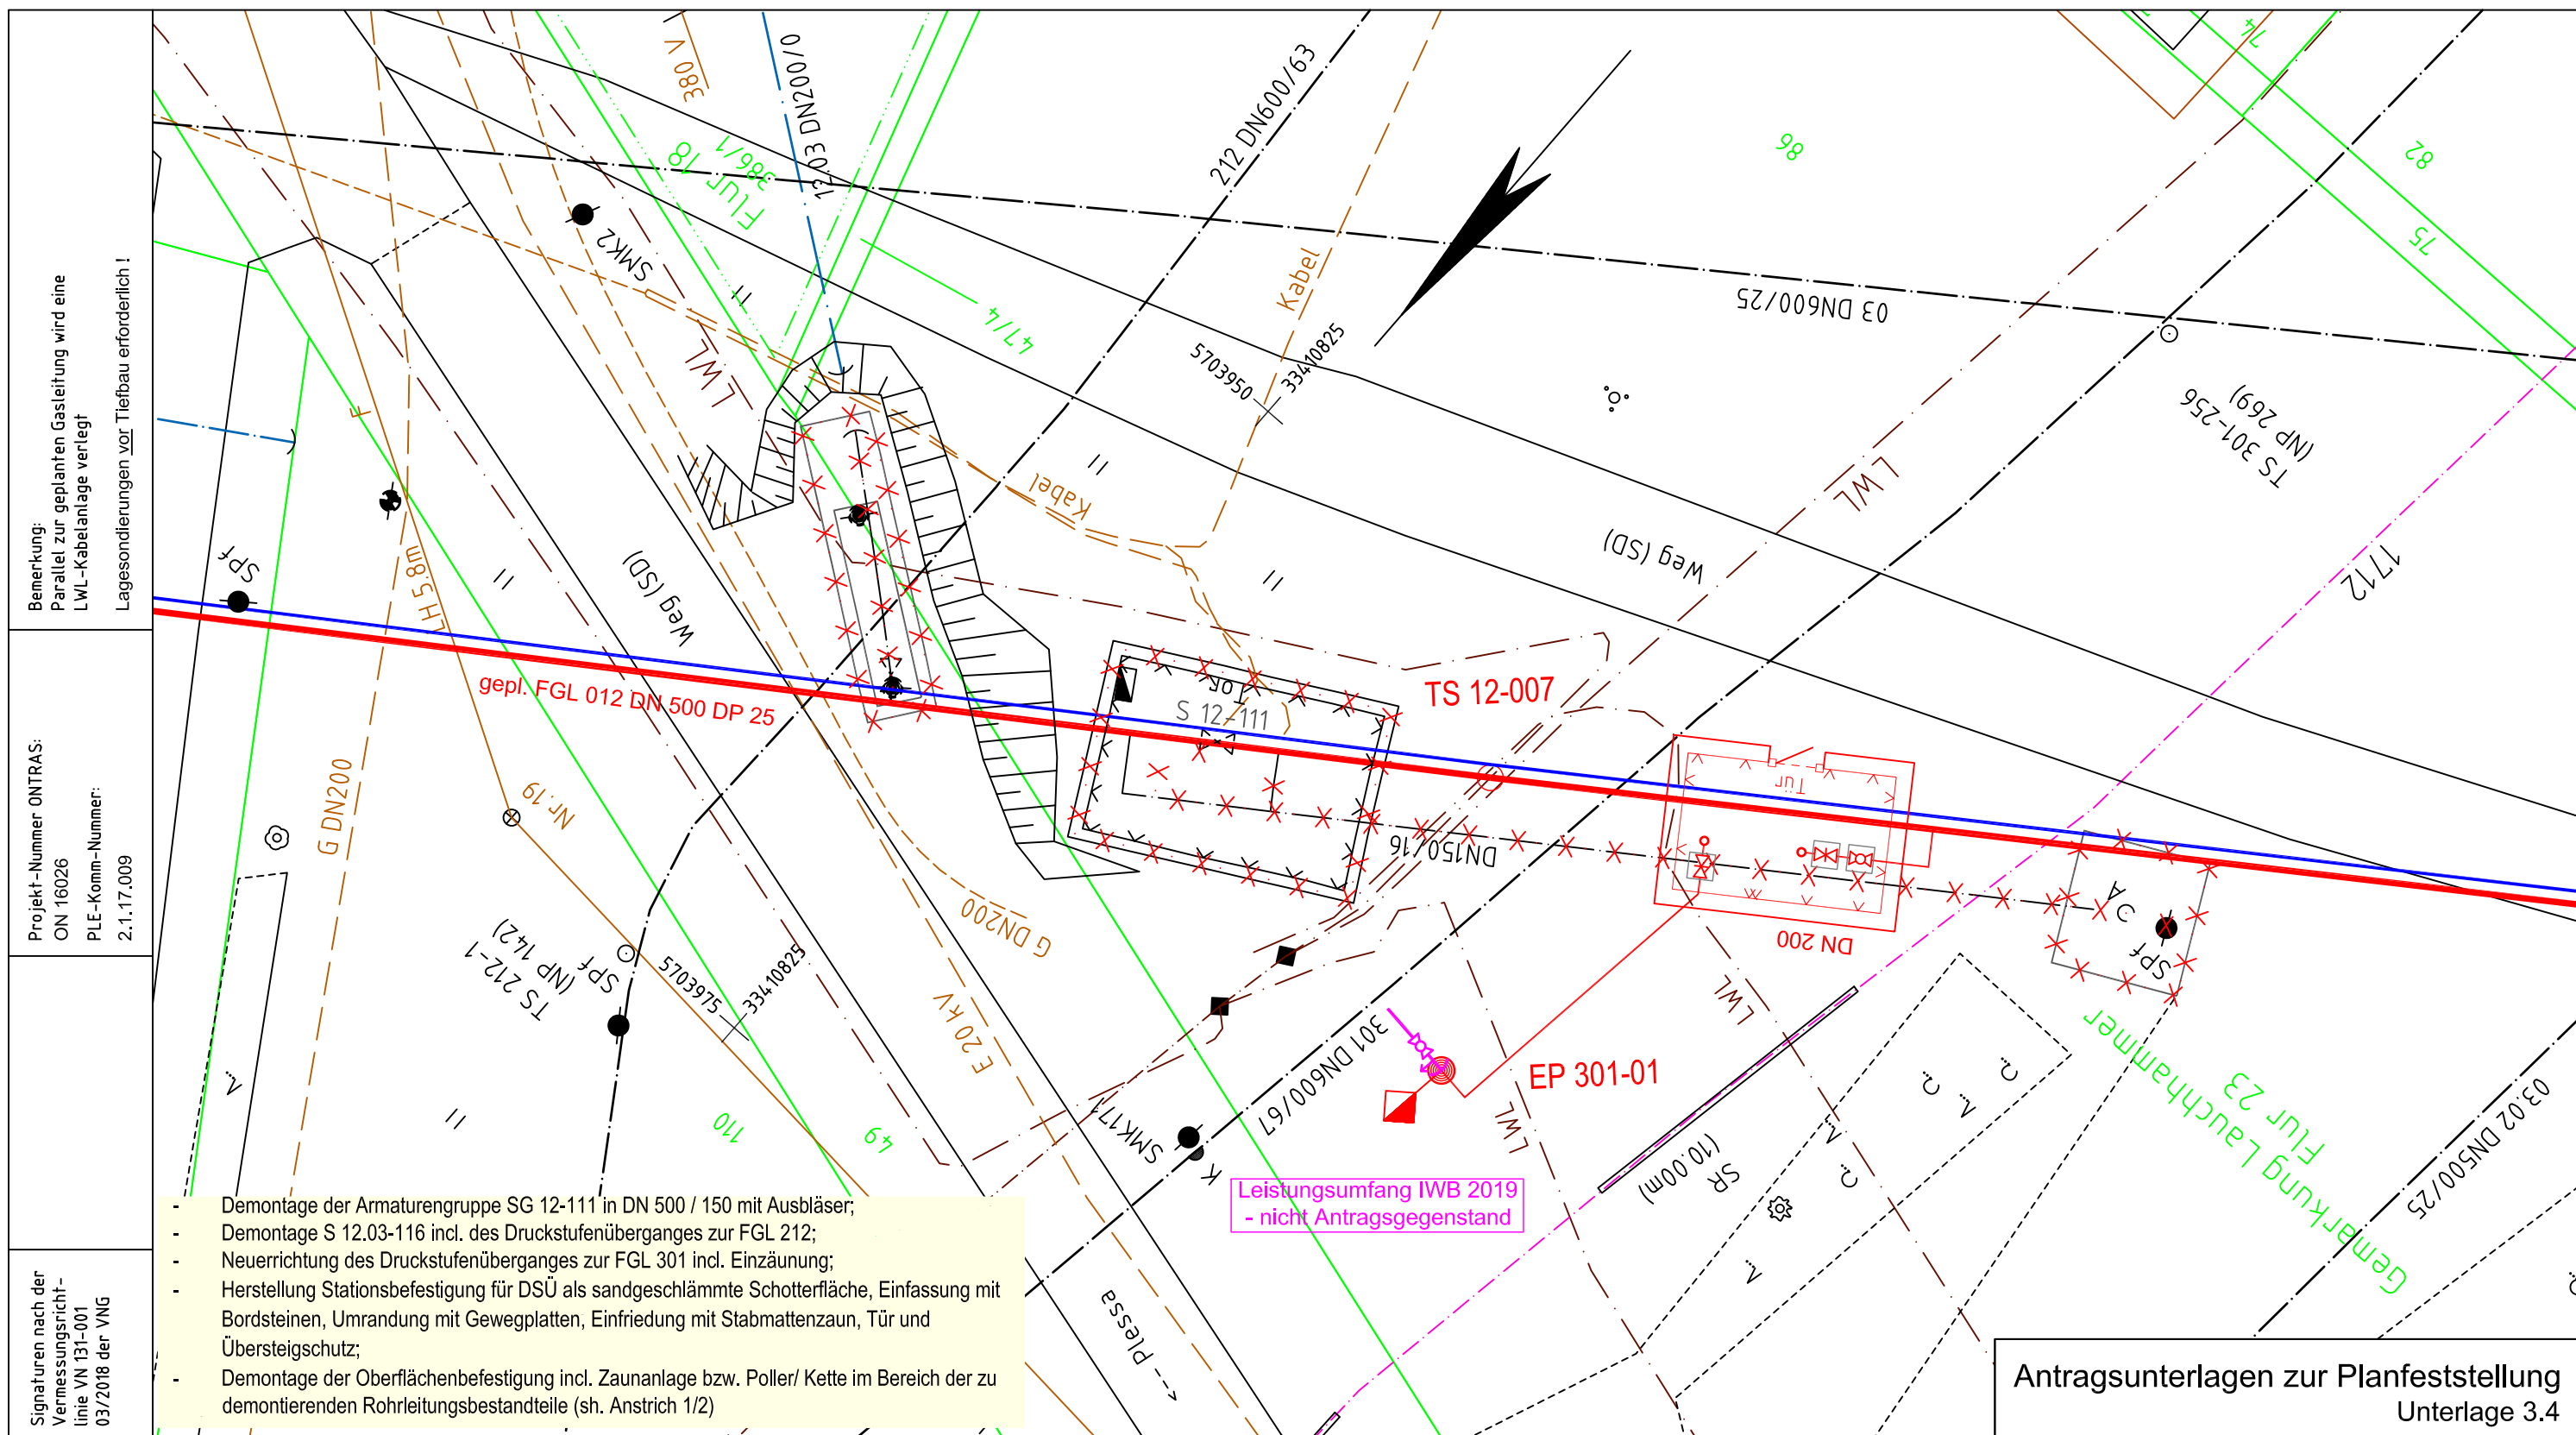 Bemerkung:
Parallel zur geplanten Gasleitung wird eine
LWL-Kabelanlage verlegt
Lagesondierungen vor Tiefbau erforderlich !
Projekt-Nummer ONTRAS:
ON 16026
PLE-Komm-Nummer:
2.1.17.009
Signaturen nach der
Vermessungsricht-
linie VN 131-001
03/2018 der VNG
380 V
13.03 DN200/0
Flur 18
386/1
212 DN600/63
86
74
82
75
SMK2
LWL
47/4
Kabel
5703950
33410825
03 DN600/25
TS 301-256
(NP 269)
LWL
Kabel
Weg (SD)
1712
SPf
LH 5.8m
Weg (SD)
gepl. FGL 012 DN 500 DP 25
Tor
S 12-111
TS 12-007
Tür
DN150/16
DN 200
A
SPf
G DN200
Nr.19
G DN200
TS 212-1
(NP 142)
SPf
5703975
33410825
E 20 kV
LWL
301 DN600/67
EP 301-01
LWL
SMK171
K
110
49
SR
(10.00m)
Gemarkung Lauchhammer
Flur 23
03.02 DN500/25
Leistungsumfang IWB 2019
- nicht Antragsgegenstand
Plessa
- Demontage der Armaturengruppe SG 12-111 in DN 500 / 150 mit Ausbläser;
- Demontage S 12.03-116 incl. des Druckstufenüberganges zur FGL 212;
- Neuerrichtung des Druckstufenüberganges zur FGL 301 incl. Einzäunung;
- Herstellung Stationsbefestigung für DSÜ als sandgeschlämmte Schotterfläche, Einfassung mit
Bordsteinen, Umrandung mit Gewegplatten, Einfriedung mit Stabmattenzaun, Tür und
Übersteigschutz;
- Demontage der Oberflächenbefestigung incl. Zaunanlage bzw. Poller/ Kette im Bereich der zu
demontierenden Rohrleitungsbestandteile (sh. Anstrich 1/2)
Antragsunterlagen zur Planfeststellung
Unterlage 3.4